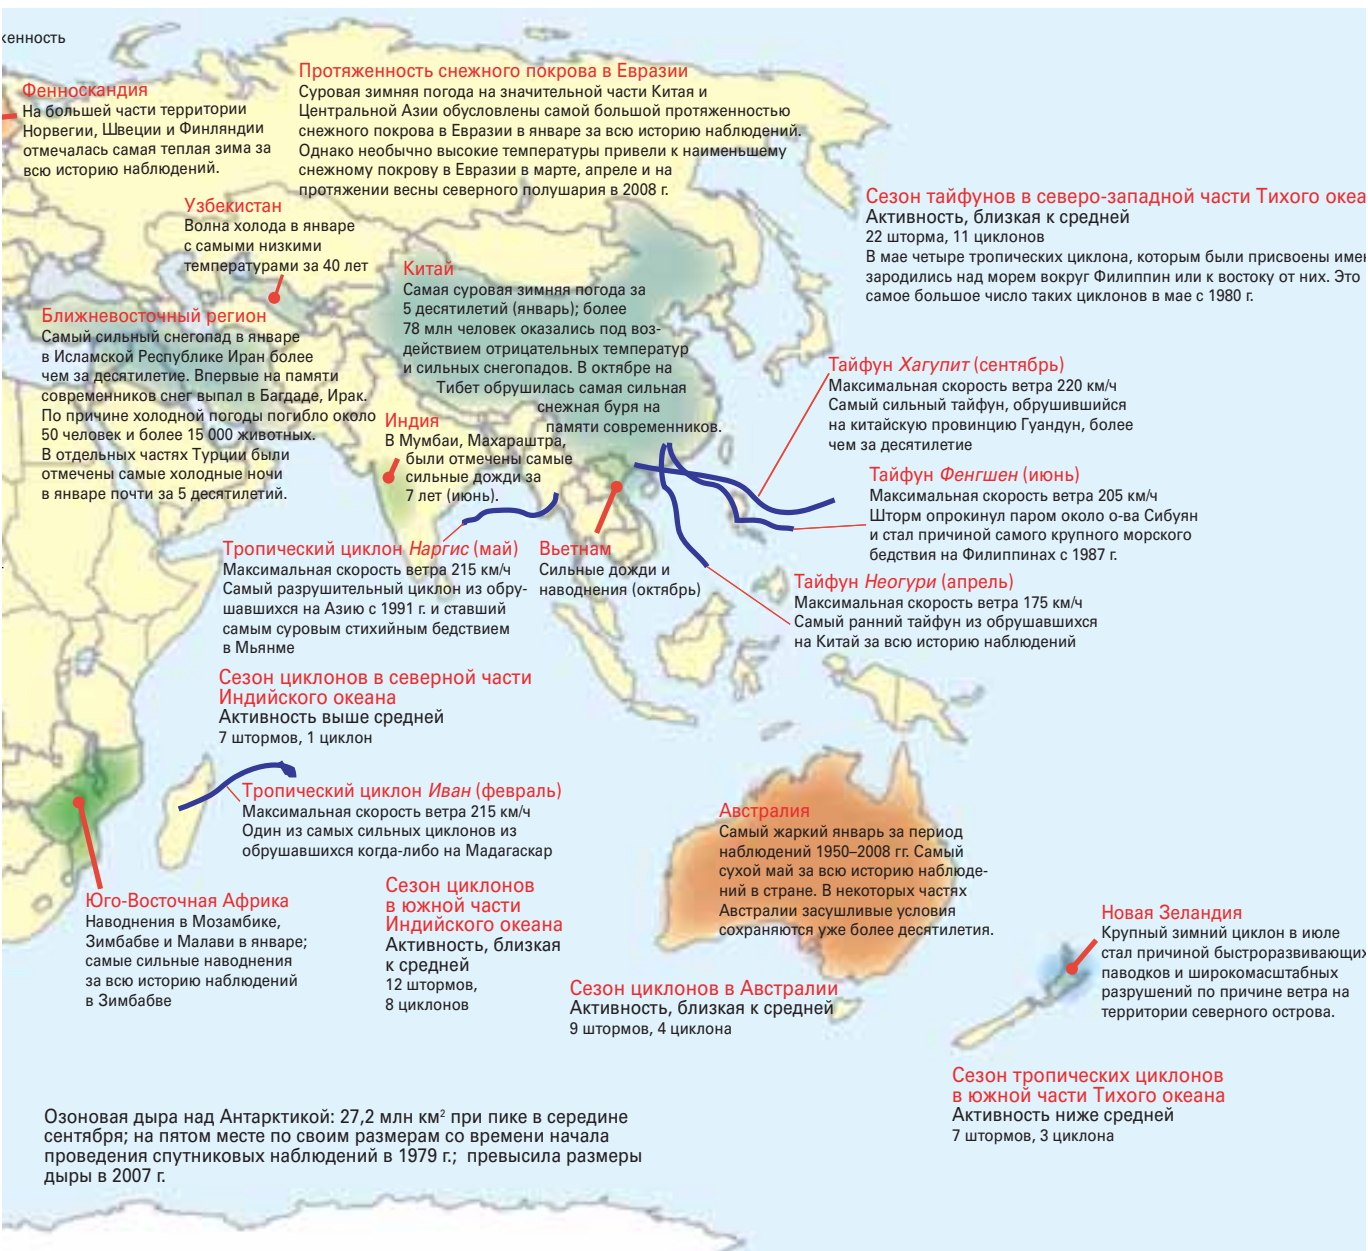 Фенноскандия
На большей части территории
Норвегии, Швеции и Финляндии
отмечалась самая теплая зима за
всю историю наблюдений.
Протяженность снежного покрова в Евразии
Суровая зимняя погода на значительной части Китая и
Центральной Азии обусловлены самой большой протяженностью
снежного покрова в Евразии в январе за всю историю наблюдений.
Однако необычно высокие температуры привели к наименьшему
снежному покрову в Евразии в марте, апреле и на
протяжении весны северного полушария в 2008 г.
Узбекистан
Волна холода в январе
с самыми низкими
температурами за 40 лет
Сезон тайфунов в северо-западной части Тихого
Активность, близкая к средней
22 шторма, 11 циклонов
В мае четыре тропических циклона, которым были присвоены
зародились над морем вокруг Филиппин или к востоку от них. Это
самое большое число таких циклонов в мае с 1980 г.
Китай
Самая суровая зимняя погода за
5 десятилетий (январь); более
78 млн человек оказались под воз-
действием отрицательных температур
и сильных снегопадов. В октябре на
Тибет обрушилась самая сильная
снежная буря на
памяти современников.
Ближневосточный регион
Самый сильный снегопад в январе
в Исламской Республике Иран более
чем за десятилетие. Впервые на памяти
современников снег выпал в Багдаде, Ирак.
По причине холодной погоды погибло около
50 человек и более 15 000 животных.
В отдельных частях Турции были
отмечены самые холодные ночи
в январе почти за 5 десятилетий.
Индия
В Мумбаи, Махараштра,
были отмечены самые
сильные дожди за
7 лет (июнь).
Тайфун Хагупит (сентябрь)
Максимальная скорость ветра 220 км/ч
Самый сильный тайфун, обрушившийся
на китайскую провинцию Гуандун, более
чем за десятилетие
Тайфун Фенгшен (июнь)
Максимальная скорость ветра 205 км/ч
Шторм опрокинул паром около о-ва Сибуян
и стал причиной самого крупного морского
бедствия на Филиппинах с 1987 г.
Тропический циклон Наргис (май)
Максимальная скорость ветра 215 км/ч
Самый разрушительный циклон из обру-
шавшихся на Азию с 1991 г. и ставший
самым суровым стихийным бедствием
в Мьянме
Вьетнам
Сильные дожди и
наводнения (октябрь)
Тайфун Неогури (апрель)
Максимальная скорость ветра 175 км/ч
Самый ранний тайфун из обрушавшихся
на Китай за всю историю наблюдений
Сезон циклонов в северной части
Индийского океана
Активность выше средней
7 штормов, 1 циклон
Тропический циклон Иван (февраль)
Максимальная скорость ветра 215 км/ч
Один из самых сильных циклонов из
обрушавшихся когда-либо на Мадагаскар
Австралия
Самый жаркий январь за период
наблюдений 1950–2008 гг. Самый
сухой май за всю историю наблюде-
ний в стране. В некоторых частях
Австралии засушливые условия
сохраняются уже более десятилетия.
Юго-Восточная Африка
Наводнения в Мозамбике,
Зимбабве и Малави в январе;
самые сильные наводнения
за всю историю наблюдений
в Зимбабве
Сезон циклонов
в южной части
Индийского океана
Активность, близкая
к средней
12 штормов,
8 циклонов
Сезон циклонов в Австралии
Активность, близкая к средней
9 штормов, 4 циклона
Новая Зеландия
Крупный зимний циклон в июле
стал причиной быстроразвивающих
паводков и широкомасштабных
разрушений по причине ветра на
территории северного острова.
Сезон тропических циклонов
в южной части Тихого океана
Активность ниже средней
7 штормов, 3 циклона
Озоновая дыра над Антарктикой: 27,2 млн км² при пике в середине
сентября; на пятом месте по своим размерам со времени начала
проведения спутниковых наблюдений в 1979 г.; превысила размеры
дыры в 2007 г.